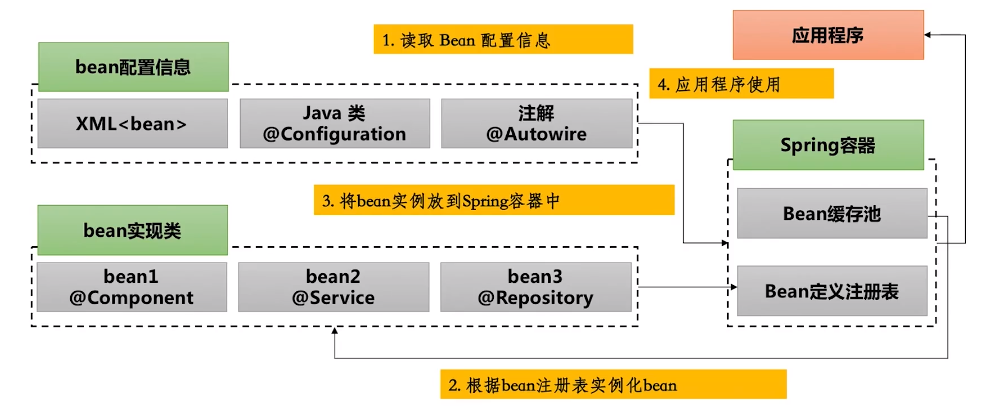 1. 读取 Bean 配置信息
应用程序
bean配置信息
4. 应用程序使用
XML<bean>
Java 类
@Configuration
注解
@Autowire
Spring容器
3. 将bean实例放到Spring容器中
Bean缓存池
bean实现类
bean1
@Component
bean2
@Service
bean3
@Repository
Bean定义注册表
2. 根据bean注册表实例化bean